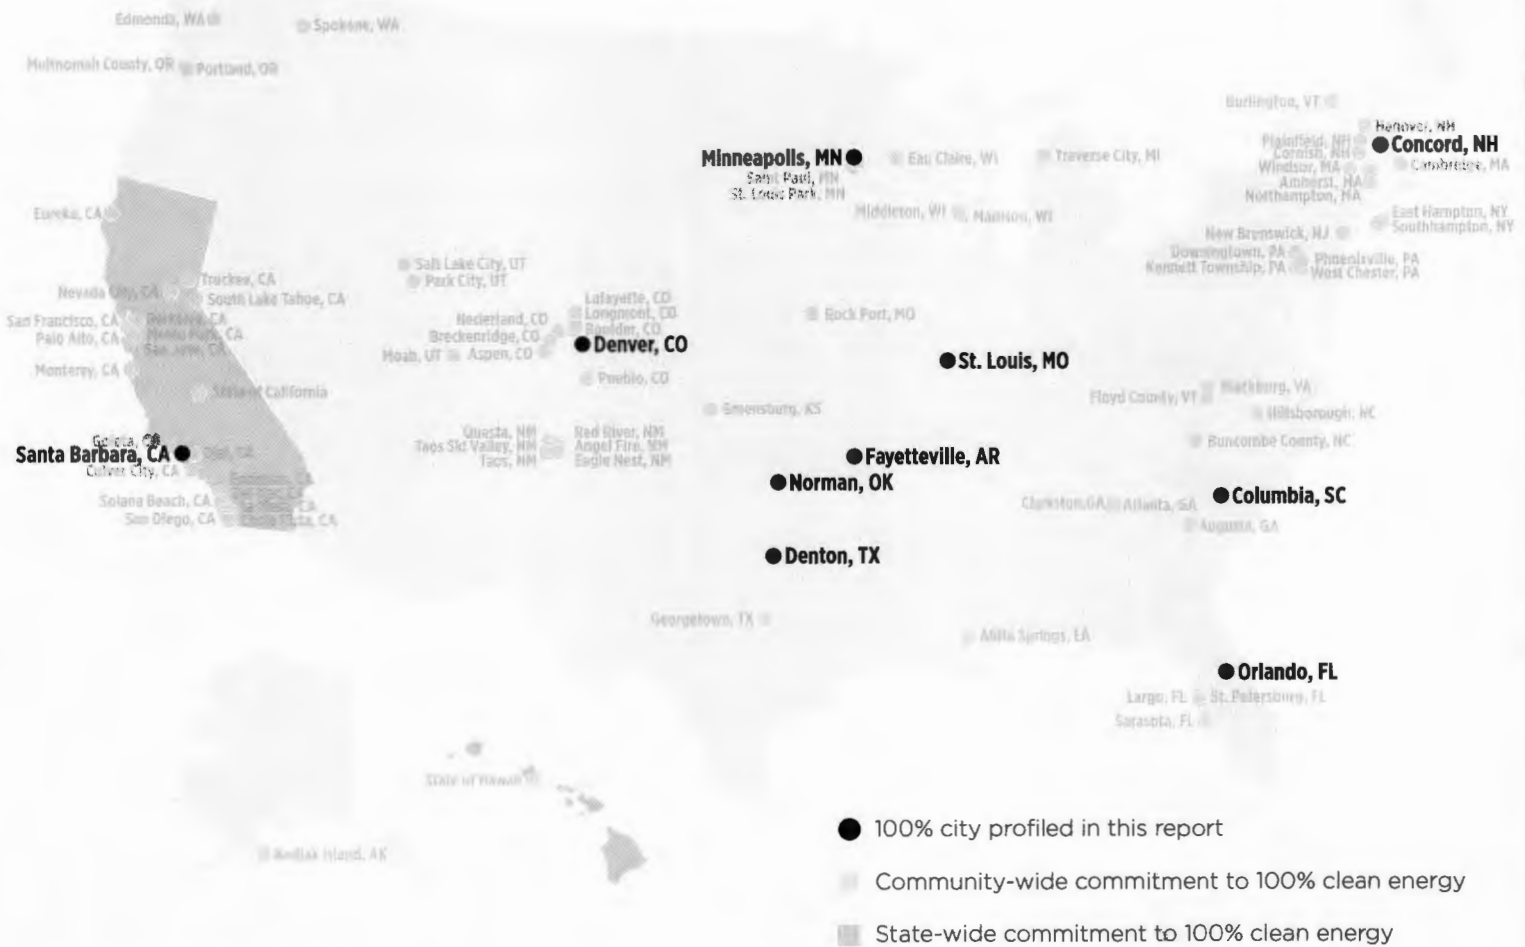 Edmonds, WA
Spokane, WA
Multnomah County, OR
Portland, OR
Burlington, VT
Hanover, NH
Plainfield, NH
Concord, NH
Cornish, NH
Minneapolis, MN
Eau Claire, WI
Traverse City, MI
Windsor, MA
Cambridge, MA
Saint Paul, MN
Amherst, MA
St. Louis Park, MN
Northampton, MA
Middleton, WI
Madison, WI
Eureka, CA
East Hampton, NY
Southhampton, NY
New Brunswick, NJ
Downingtown, PA
Phoenixville, PA
Kennett Township, PA
West Chester, PA
Salt Lake City, UT
Park City, UT
Truckee, CA
Nevada City, CA
South Lake Tahoe, CA
Lafayette, CO
Longmont, CO
Nederland, CO
Boulder, CO
Breckenridge, CO
Denver, CO
Moab, UT
Aspen, CO
Pueblo, CO
Rock Port, MO
St. Louis, MO
San Francisco, CA
Berkeley, CA
Palo Alto, CA
Menlo Park, CA
San Jose, CA
Monterey, CA
State of California
Greensburg, KS
Floyd County, VT
Blacksburg, VA
Hillsborough, NC
Buncombe County, NC
Questa, NM
Red River, NM
Taos Ski Valley, NM
Angel Fire, NM
Taos, NM
Eagle Nest, NM
Goleta, CA
Santa Barbara, CA
Ojai, CA
Culver City, CA
Fayetteville, AR
Norman, OK
Columbia, SC
Solana Beach, CA
San Diego, CA
Chula Vista, CA
Clarkston, GA
Atlanta, GA
Augusta, GA
Denton, TX
Georgetown, TX
Abita Springs, LA
Orlando, FL
Largo, FL
St. Petersburg, FL
Sarasota, FL
State of Hawaii
Kodiak Island, AK
100% city profiled in this report
Community-wide commitment to 100% clean energy
State-wide commitment to 100% clean energy